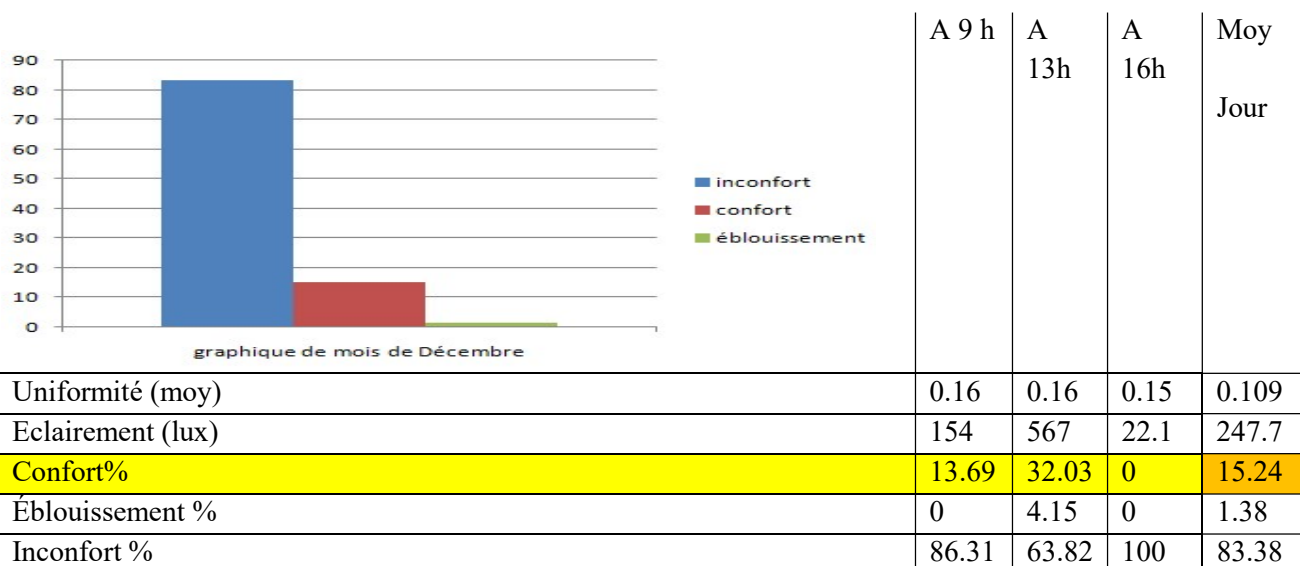 A 9 h A A Moy
13h 16h
Jour
90
80
70
60
50
40
30
20
10
0
inconfort
confort
éblouissement
graphique de mois de Décembre
Uniformité (moy) 0.16 0.16 0.15 0.109
Eclairement (lux) 154 567 22.1 247.7
Confort% 13.69 32.03 0 15.24
Éblouissement % 0 4.15 0 1.38
Inconfort % 86.31 63.82 100 83.38